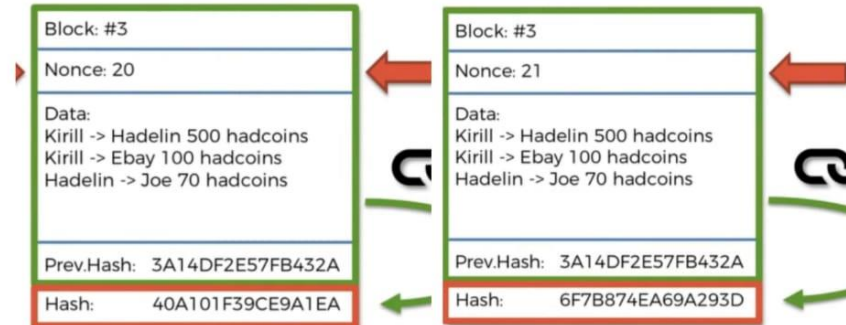 Block: #3
Nonce: 20
Data:
Kirill -> Hadelin 500 hadcoins
Kirill -> Ebay 100 hadcoins
Hadelin -> Joe 70 hadcoins
Prev.Hash: 3A14DF2E57FB432A
Hash: 40A101F39CE9A1EA
Block: #3
Nonce: 21
Data:
Kirill -> Hadelin 500 hadcoins
Kirill -> Ebay 100 hadcoins
Hadelin -> Joe 70 hadcoins
Prev.Hash: 3A14DF2E57FB432A
Hash: 6F7B874EA69A293D